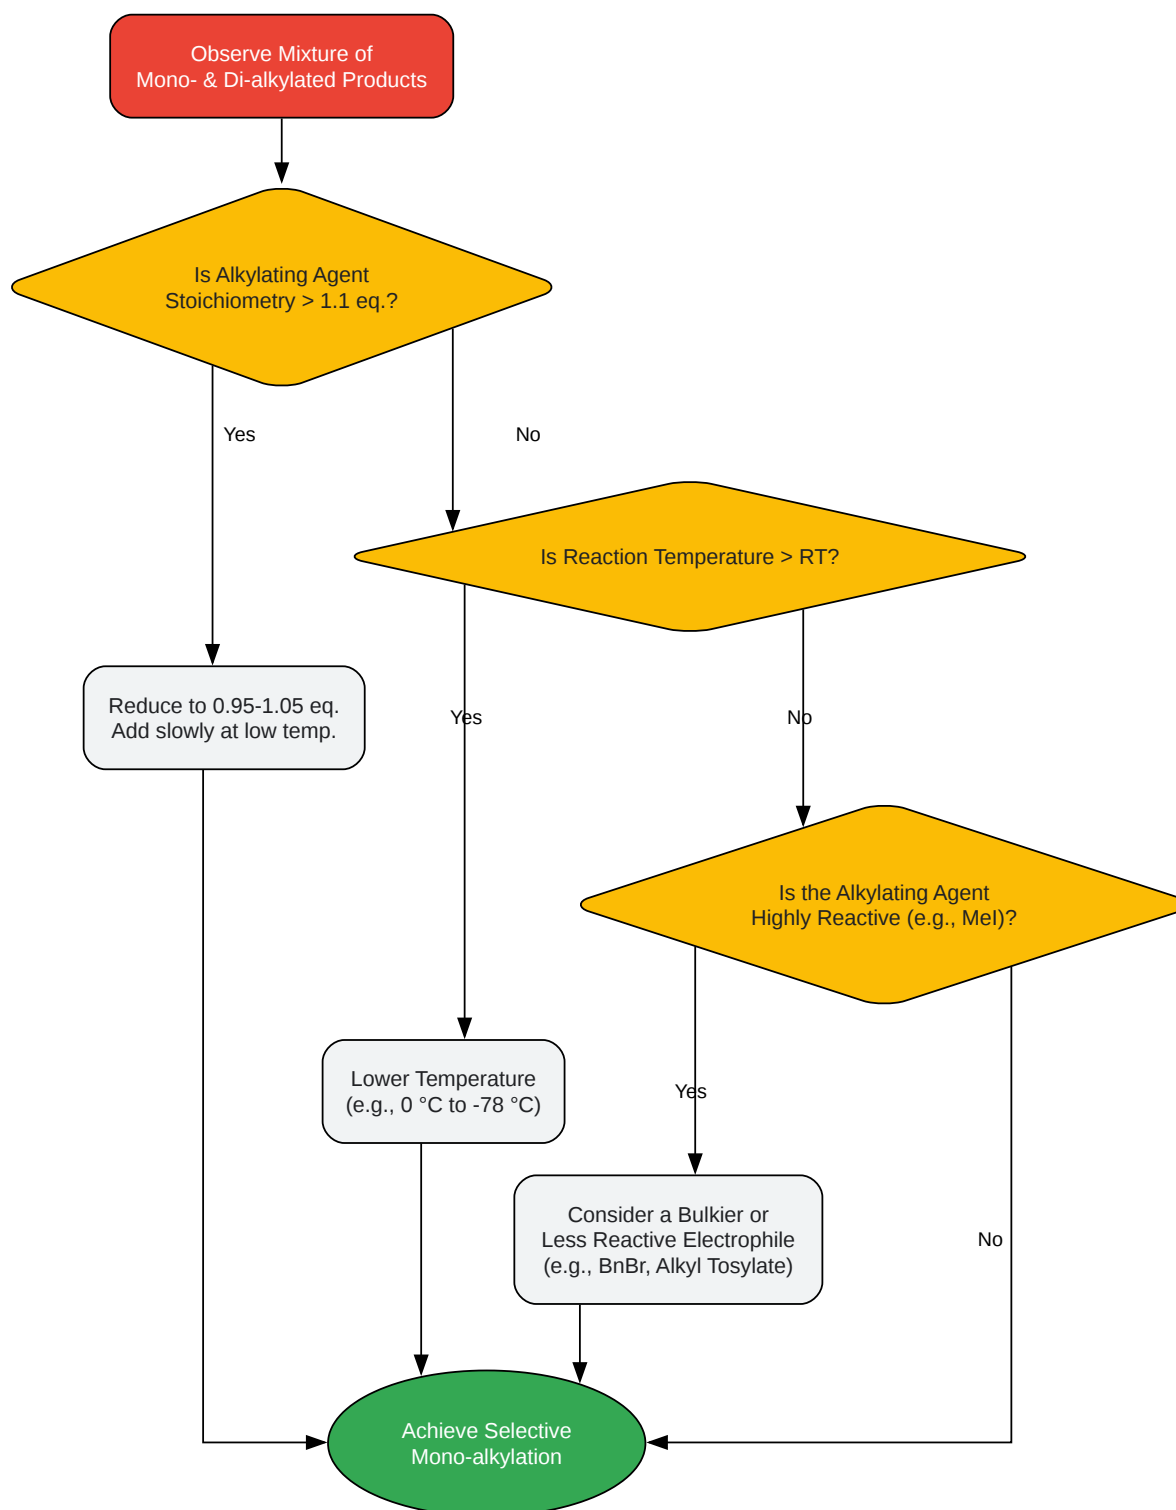 Observe Mixture of
Mono- & Di-alkylated Products
Is Alkylating Agent
Stoichiometry > 1.1 eq.?
Yes
No
Is Reaction Temperature > RT?
Reduce to 0.95-1.05 eq.
Add slowly at low temp.
Yes
No
Is the Alkylating Agent
Highly Reactive (e.g., MeI)?
Lower Temperature
(e.g., 0 °C to -78 °C)
Yes
Consider a Bulkier or
Less Reactive Electrophile
(e.g., BnBr, Alkyl Tosylate)
No
Achieve Selective
Mono-alkylation